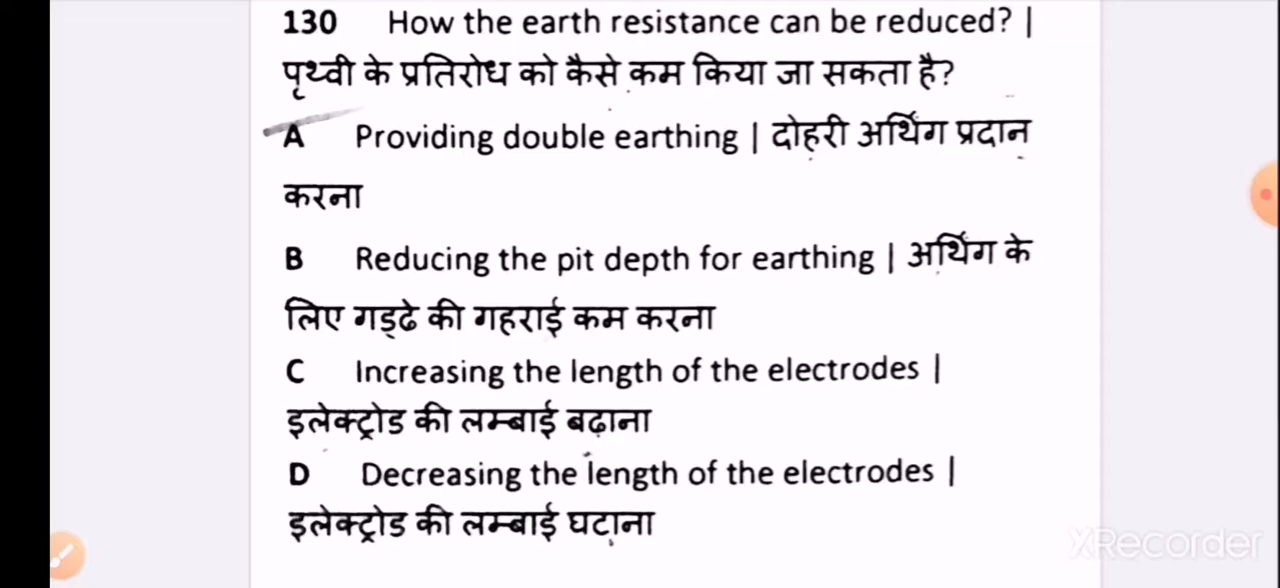 130 How the earth resistance can be reduced? |
पृथ्वी के प्रतिरोध को कैसे कम किया जा सकता है?
A Providing double earthing | दोहरी अर्थिंग प्रदान
करना
B Reducing the pit depth for earthing | अर्थिंग के
लिए गड्ढे की गहराई कम करना
C Increasing the length of the electrodes |
इलेक्ट्रोड की लम्बाई बढ़ाना
D Decreasing the length of the electrodes |
इलेक्ट्रोड की लम्बाई घटाना
XRecorder